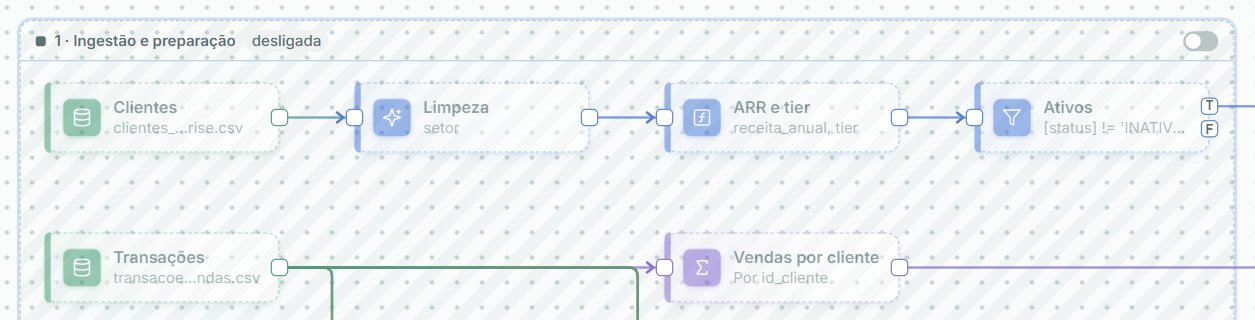 1 · Ingestão e preparação desligada
Clientes
clientes_...rise.csv
Limpeza
setor
ARR e tier
receita_anual, tier
Ativos
[status] != 'INATIV...
T
F
Transações
transacoe...ndas.csv
Vendas por cliente
Por id_cliente